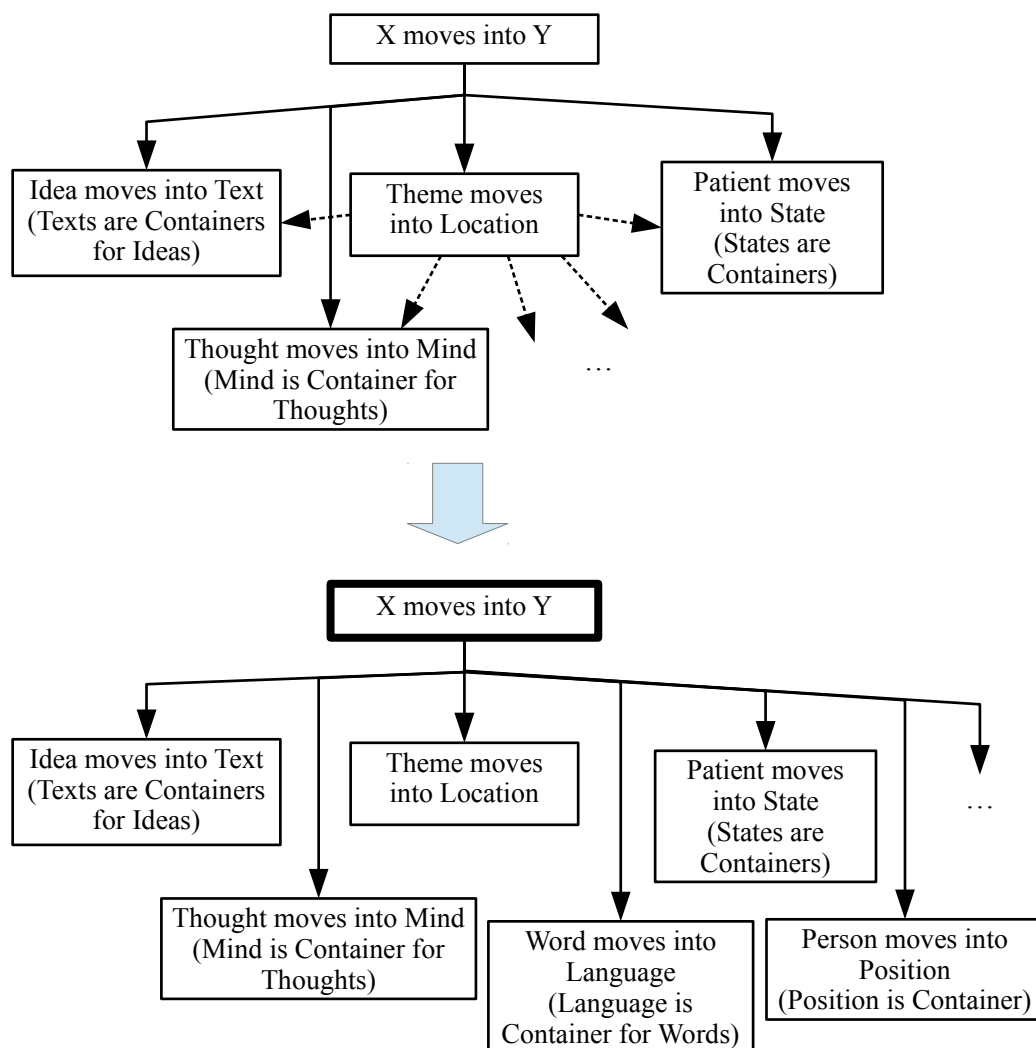 X moves into Y
Idea moves into Text
(Texts are Containers
for Ideas)
Theme moves
into Location
Patient moves
into State
(States are
Containers)
Thought moves into Mind
(Mind is Container for
Thoughts)
...
X moves into Y
Idea moves into Text
(Texts are Containers
for Ideas)
Theme moves
into Location
Patient moves
into State
(States are
Containers)
...
Thought moves into Mind
(Mind is Container for
Thoughts)
Word moves into
Language
(Language is
Container for Words)
Person moves into
Position
(Position is Container)